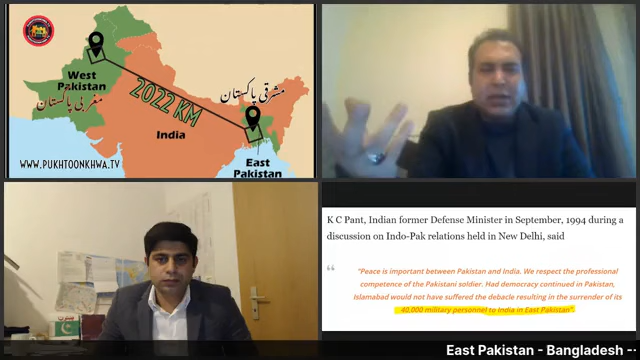 West
Pakistan
مغربی پاکستان
2022 KM
مشرقی پاکستان
India
East
Pakistan
WWW.PUKHTOONKHWA.TV
K C Pant, Indian former Defense Minister in September, 1994 during a
discussion on Indo-Pak relations held in New Delhi, said
“
“Peace is important between Pakistan and India. We respect the professional
competence of the Pakistani soldier. Had democracy continued in Pakistan,
Islamabad would not have suffered the debacle resulting in the surrender of its
40,000 military personnel to India in East Pakistan”.
East Pakistan - Bangladesh -